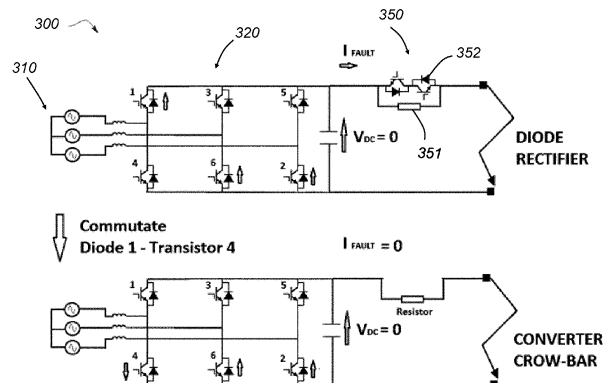 300
320
350
352
310
I FAULT
1
3
5
351
V DC = 0
DIODE
RECTIFIER
4
6
2
Commutate
Diode 1 - Transistor 4
I FAULT = 0
1
3
5
Resistor
V DC = 0
CONVERTER
CROW-BAR
4
6
2